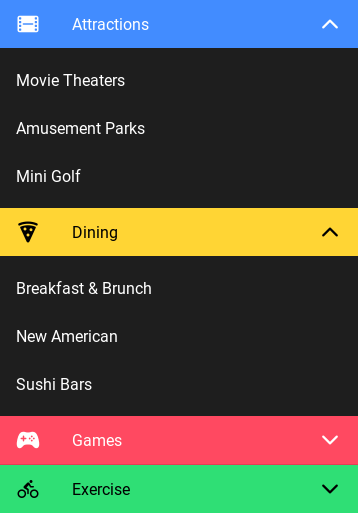 Attractions
Movie Theaters
Amusement Parks
Mini Golf
Dining
Breakfast & Brunch
New American
Sushi Bars
Games
Exercise